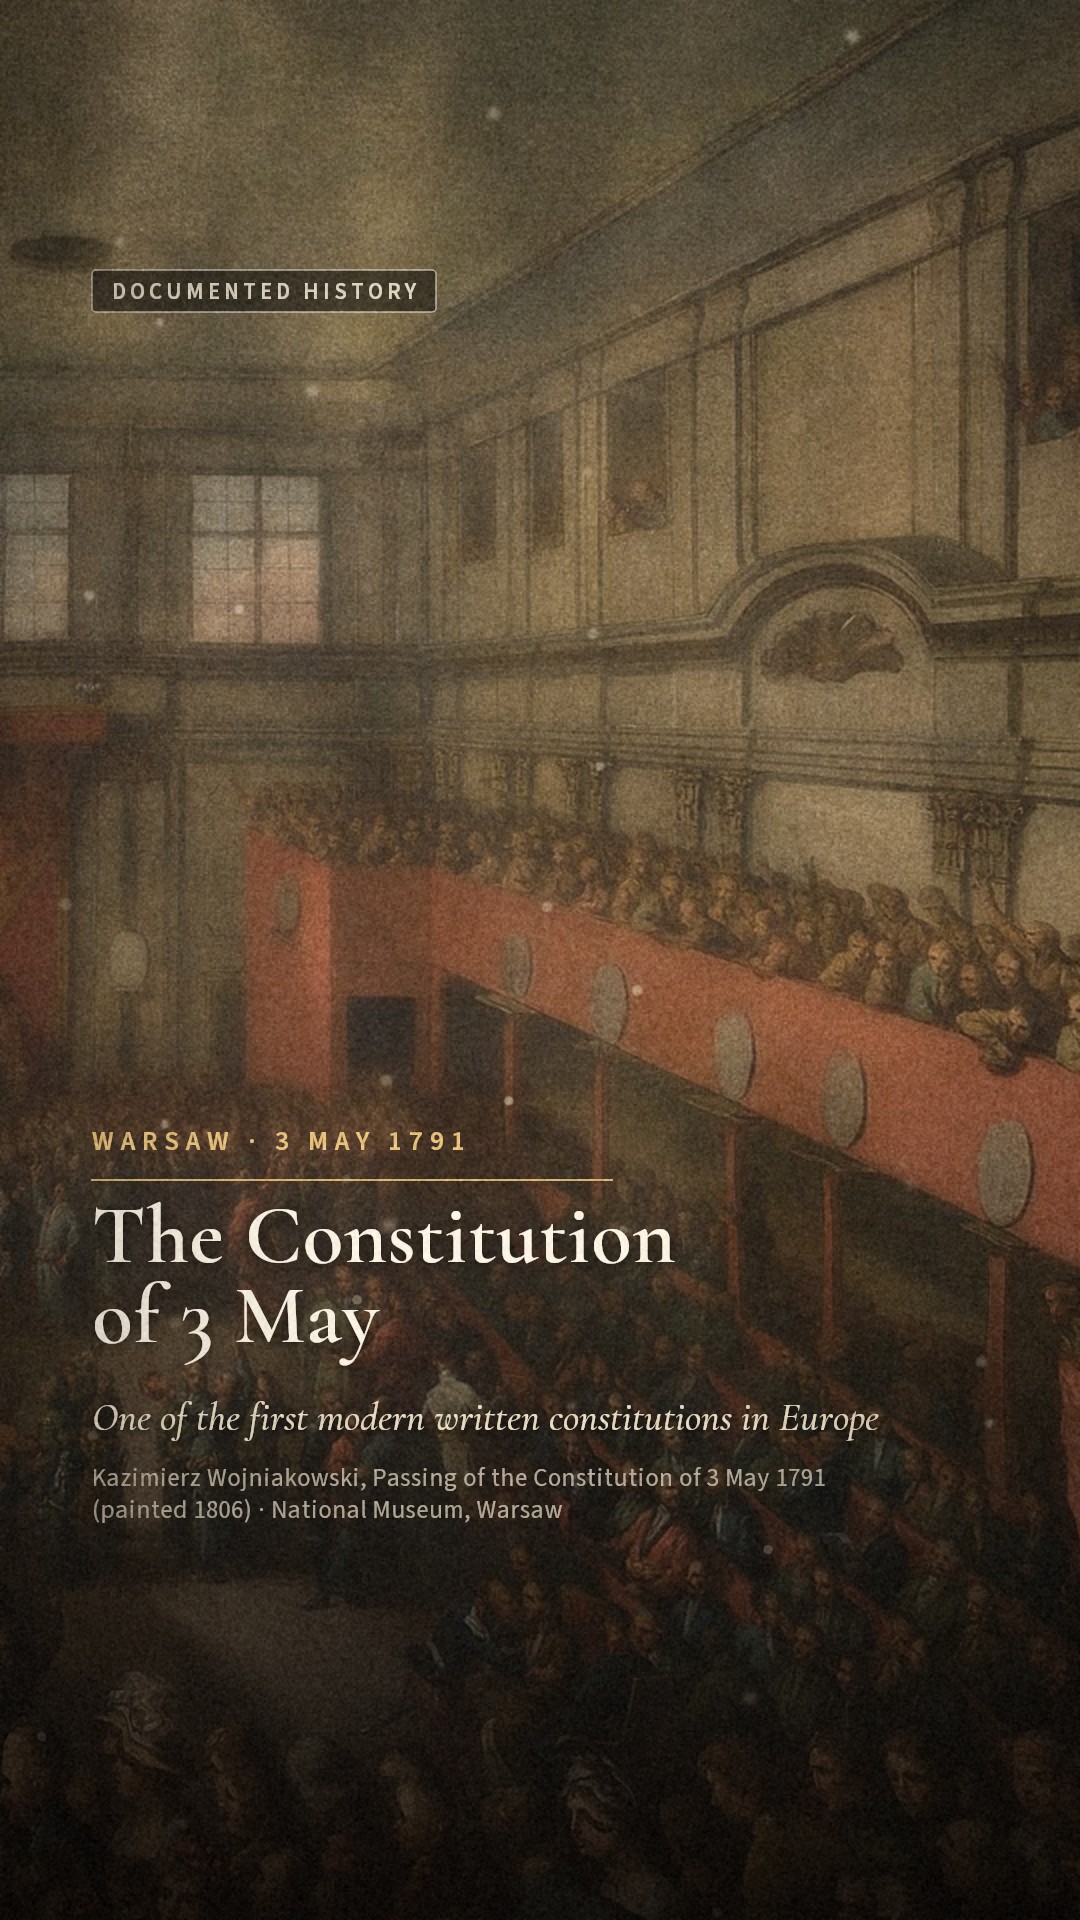 DOCUMENTED HISTORY
WARSAW · 3 MAY 1791
The Constitution
of 3 May
One of the first modern written constitutions in Europe
Kazimierz Wojniakowski, Passing of the Constitution of 3 May 1791
(painted 1806) · National Museum, Warsaw